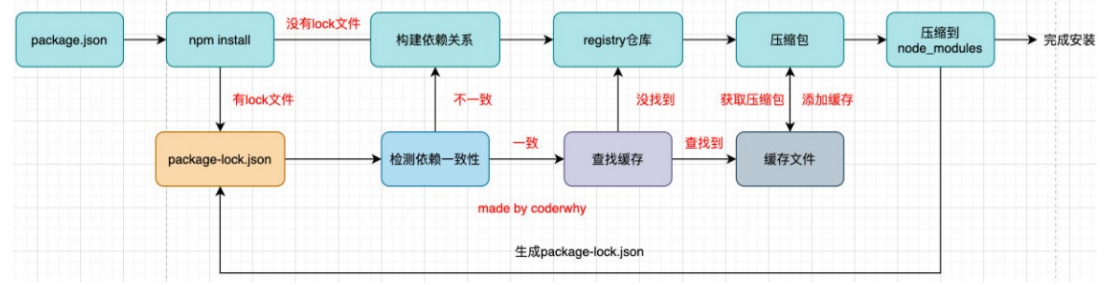 没有lock文件
package.json
npm install
构建依赖关系
registry仓库
压缩包
压缩到
node_modules
完成安装
有lock文件
不一致
没找到
获取压缩包
添加缓存
package-lock.json
检测依赖一致性
一致
查找缓存
查找到
缓存文件
made by coderwhy
生成package-lock.json